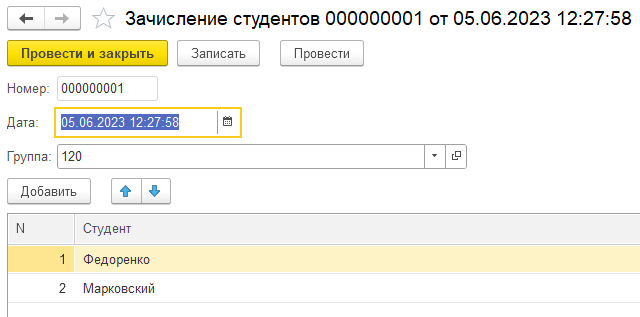 Зачисление студентов 000000001 от 05.06.2023 12:27:58
Провести и закрыть Записать Провести
Номер: 000000001
Дата: 05.06.2023 12:27:58
Группа: 120
Добавить
N Студент
1 Федоренко
2 Марковский